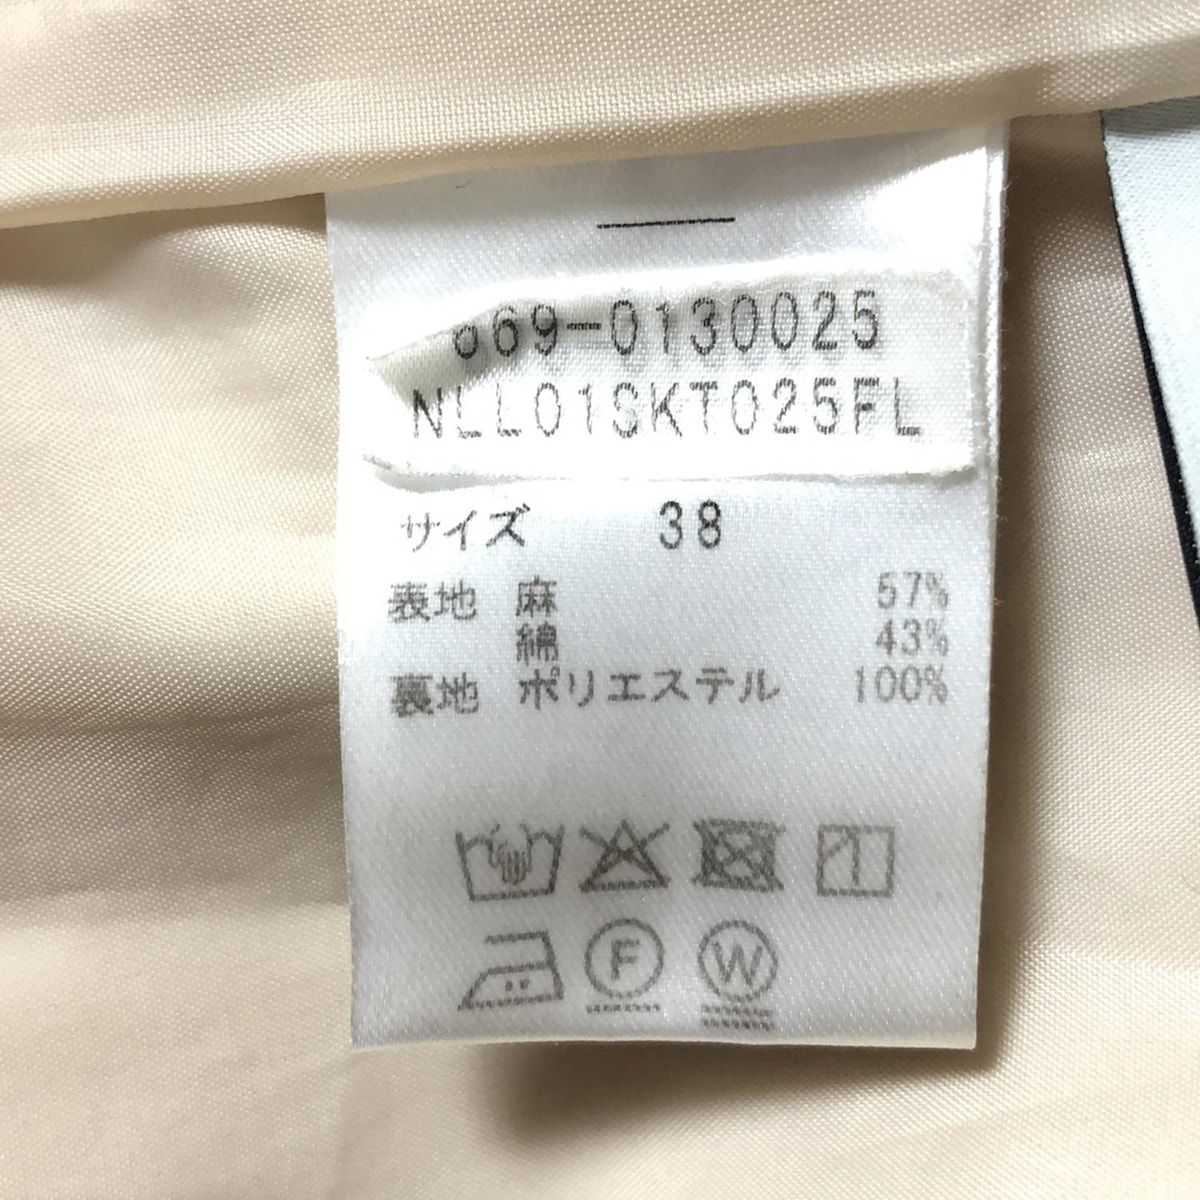 669-0130025
NLL01SKT025FL
サイズ 38
表地 麻 57%
綿 43%
裏地 ポリエステル 100%
F W